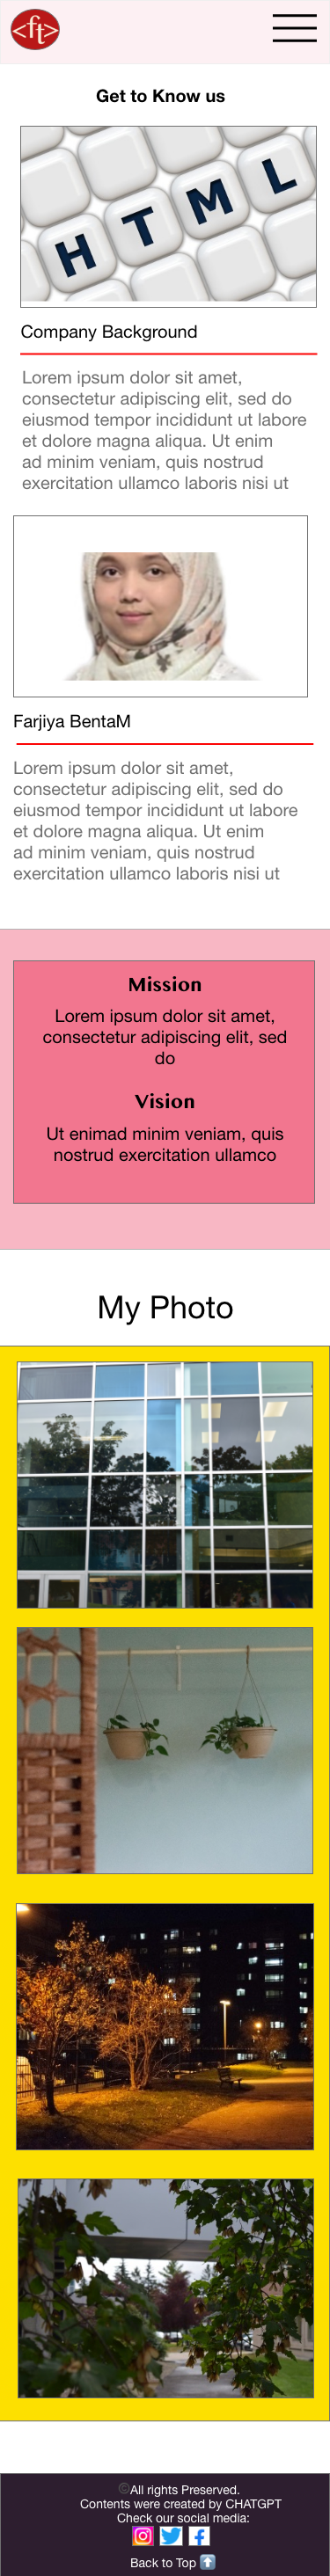 <ft>
Get to Know us
HTML
Company Background
Lorem ipsum dolor sit amet,
consectetur adipiscing elit, sed do
eiusmod tempor incididunt ut labore
et dolore magna aliqua. Ut enim
ad minim veniam, quis nostrud
exercitation ullamco laboris nisi ut
Farjiya BentaM
Lorem ipsum dolor sit amet,
consectetur adipiscing elit, sed do
eiusmod tempor incididunt ut labore
et dolore magna aliqua. Ut enim
ad minim veniam, quis nostrud
exercitation ullamco laboris nisi ut
Mission
Lorem ipsum dolor sit amet,
consectetur adipiscing elit, sed
do
Vision
Ut enimad minim veniam, quis
nostrud exercitation ullamco
My Photo
©All rights Preserved.
Contents were created by CHATGPT
Check our social media:
Back to Top